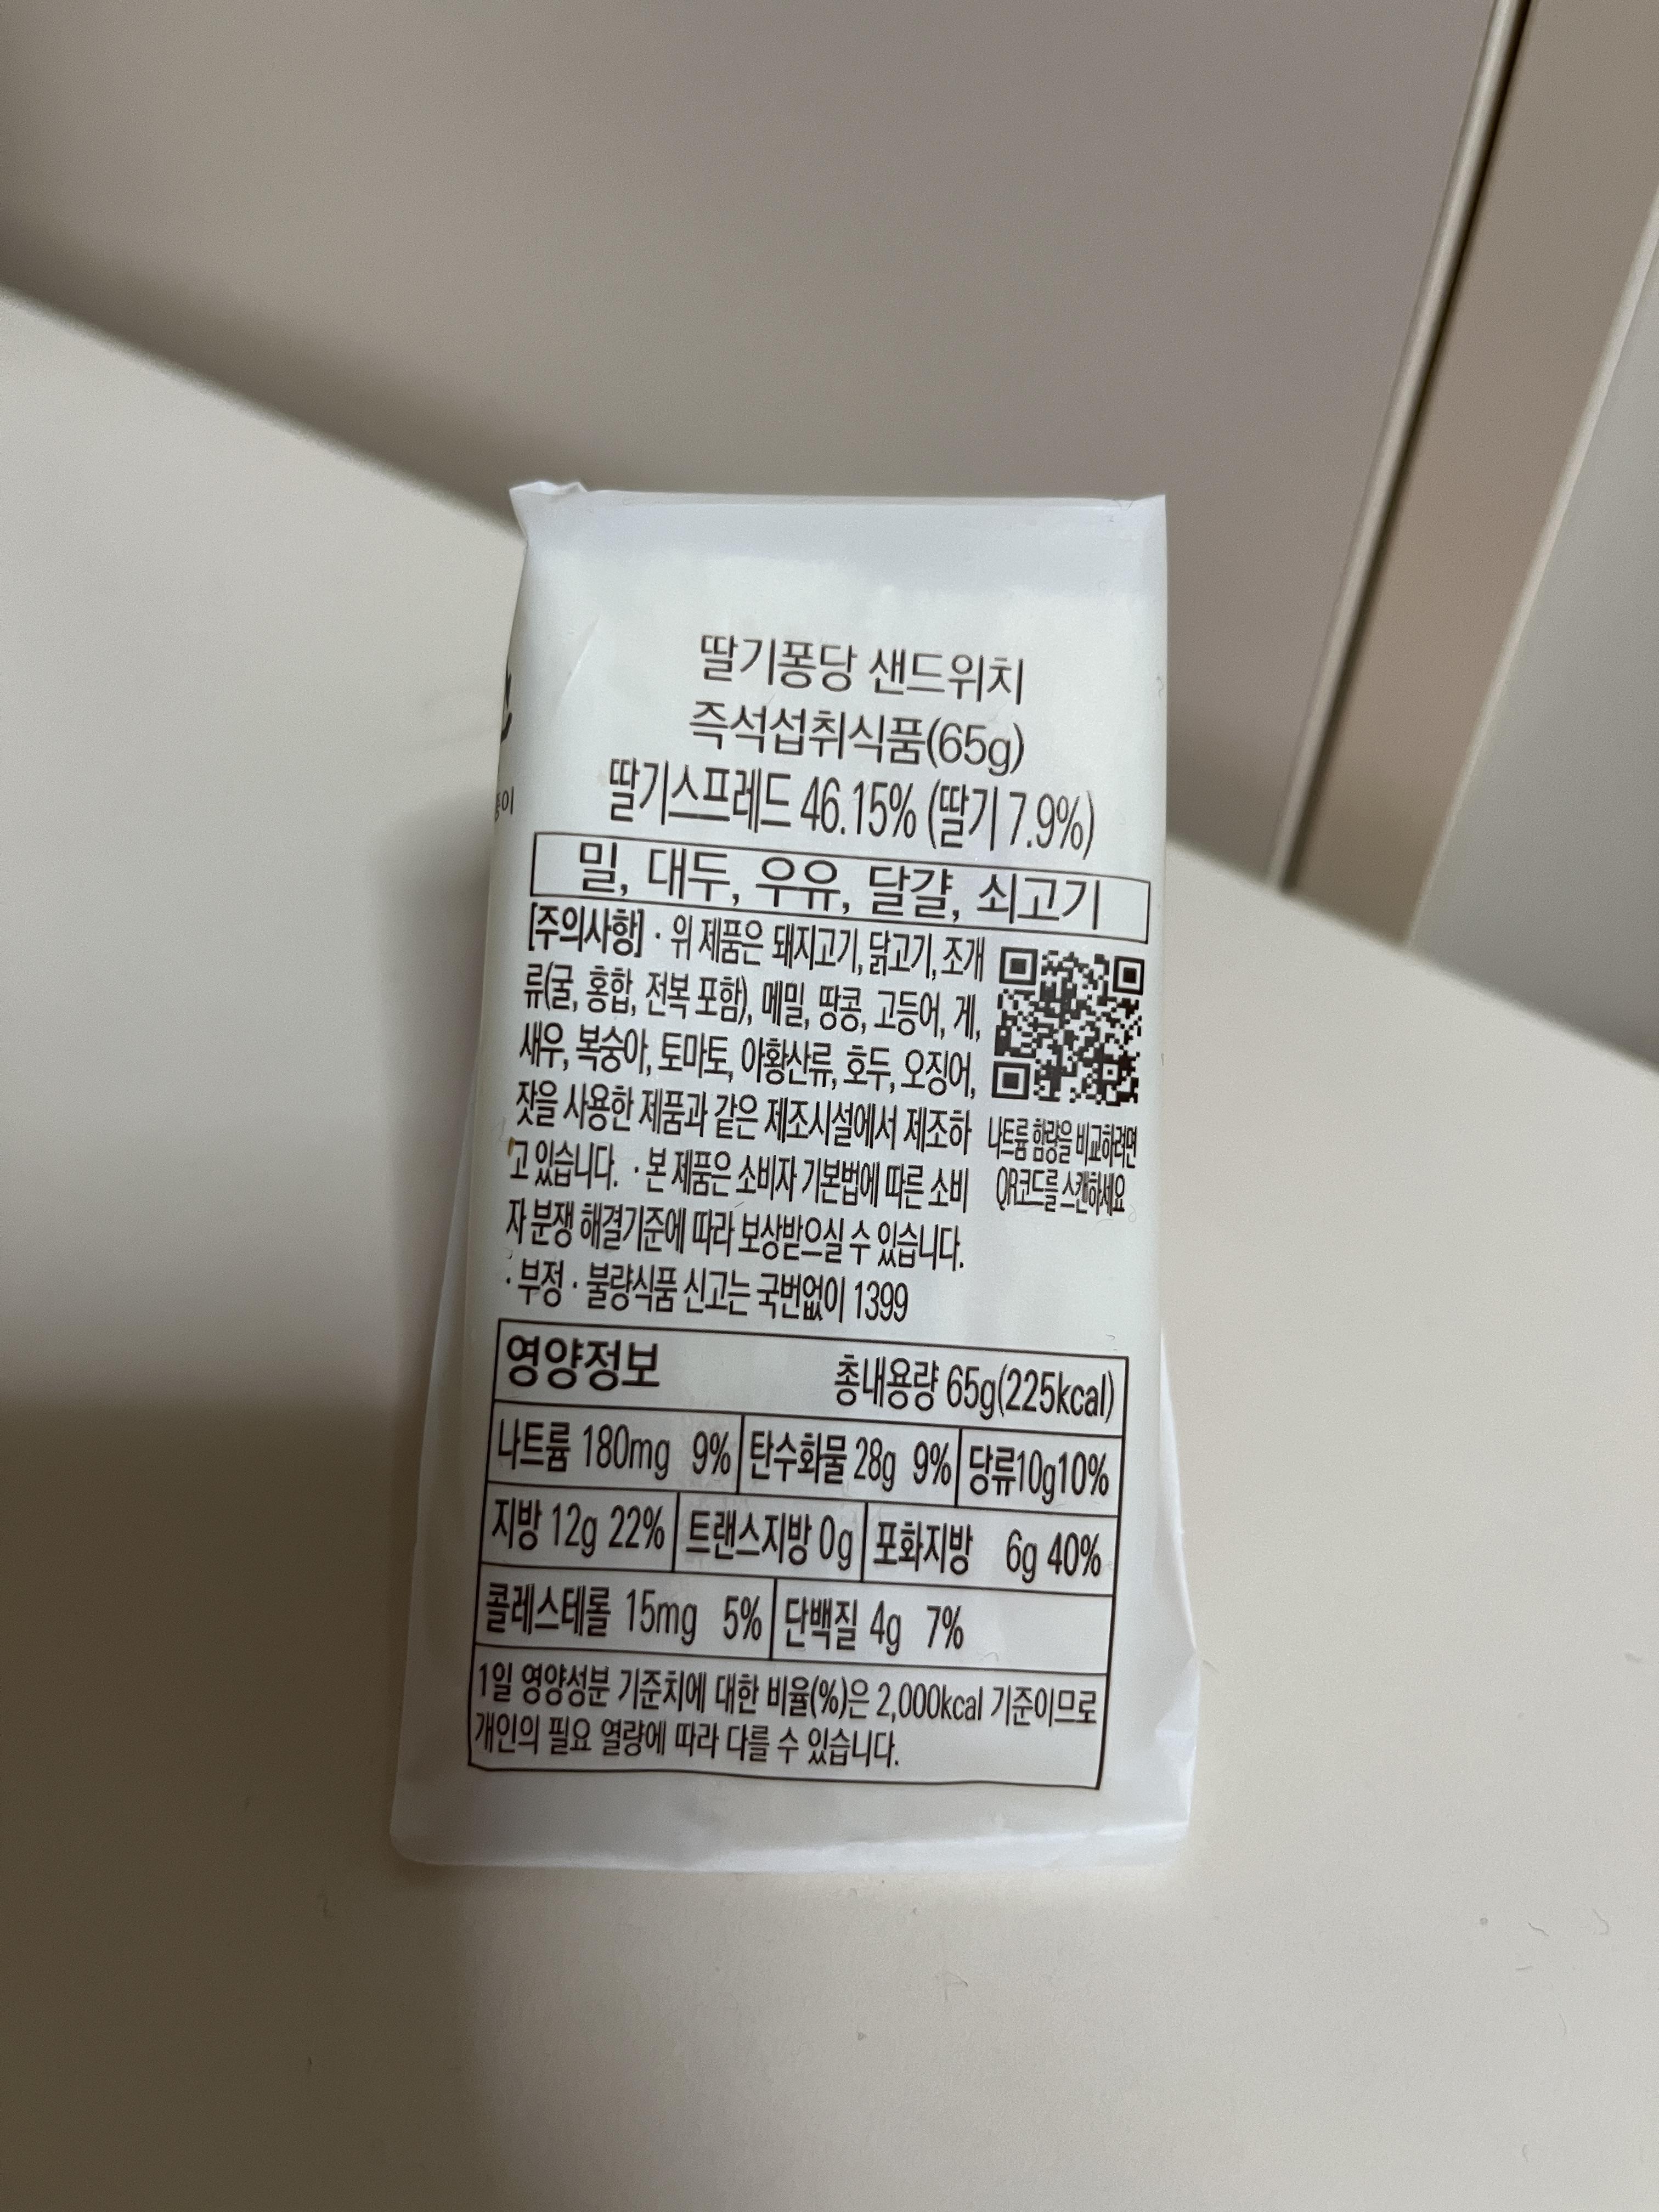 딸기퐁당 샌드위치
즉석섭취식품(65g)
딸기스프레드 46.15% (딸기 7.9%)
밀, 대두, 우유, 달걀, 쇠고기
[주의사항] · 위 제품은 돼지고기, 닭고기, 조개
류(굴, 홍합, 전복 포함), 메밀, 땅콩, 고등어, 게,
새우, 복숭아, 토마토, 아황산류, 호두, 오징어,
잣을 사용한 제품과 같은 제조시설에서 제조하
고 있습니다. · 본 제품은 소비자 기본법에 따른 소비
자 분쟁 해결기준에 따라 보상받으실 수 있습니다.
· 부정 · 불량식품 신고는 국번없이 1399
나트륨 함량을 비교하려면
QR코드를 스캔하세요
영양정보 총내용량 65g(225kcal)
나트륨 180mg 9% 탄수화물 28g 9% 당류10g10%
지방 12g 22% 트랜스지방 0g 포화지방 6g 40%
콜레스테롤 15mg 5% 단백질 4g 7%
1일 영양성분 기준치에 대한 비율(%)은 2,000kcal 기준이므로
개인의 필요 열량에 따라 다를 수 있습니다.